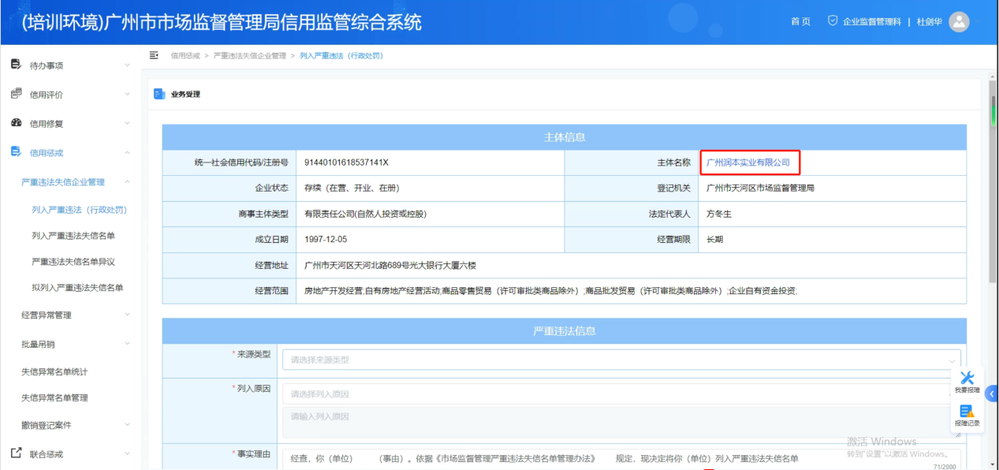 (培训环境)广州市市场监督管理局信用监管综合系统
首页 企业监督管理科 | 杜剑华
信用惩戒 > 严重违法失信企业管理 > 列入严重违法（行政处罚）
待办事项
信用评价
信用修复
信用惩戒
严重违法失信企业管理
列入严重违法（行政处罚）
列入严重违法失信名单
严重违法失信名单异议
拟列入严重违法失信名单
经营异常管理
批量吊销
失信异常名单统计
失信异常名单管理
撤销登记案件
联合惩戒
业务受理
主体信息
统一社会信用代码/注册号 91440101618537141X 主体名称 广州润本实业有限公司
企业状态 存续（在营、开业、在册） 登记机关 广州市天河区市场监督管理局
商事主体类型 有限责任公司(自然人投资或控股) 法定代表人 方冬生
成立日期 1997-12-05 经营期限 长期
经营地址 广州市天河区天河北路689号光大银行大厦六楼
经营范围 房地产开发经营;自有房地产经营活动;商品零售贸易（许可审批类商品除外）;商品批发贸易（许可审批类商品除外）;企业自有资金投资;
严重违法信息
*来源类型 请选择来源类型
*列入原因 请选择列入原因
请输入列入原因
*事实理由 经查，你（单位） （事由）。依据《市场监督管理严重违法失信名单管理办法》 规定，现决定将你（单位）列入严重违法失信名单
71/2000
我要报障
报障记录
激活 Windows
转到"设置"以激活 Windows。